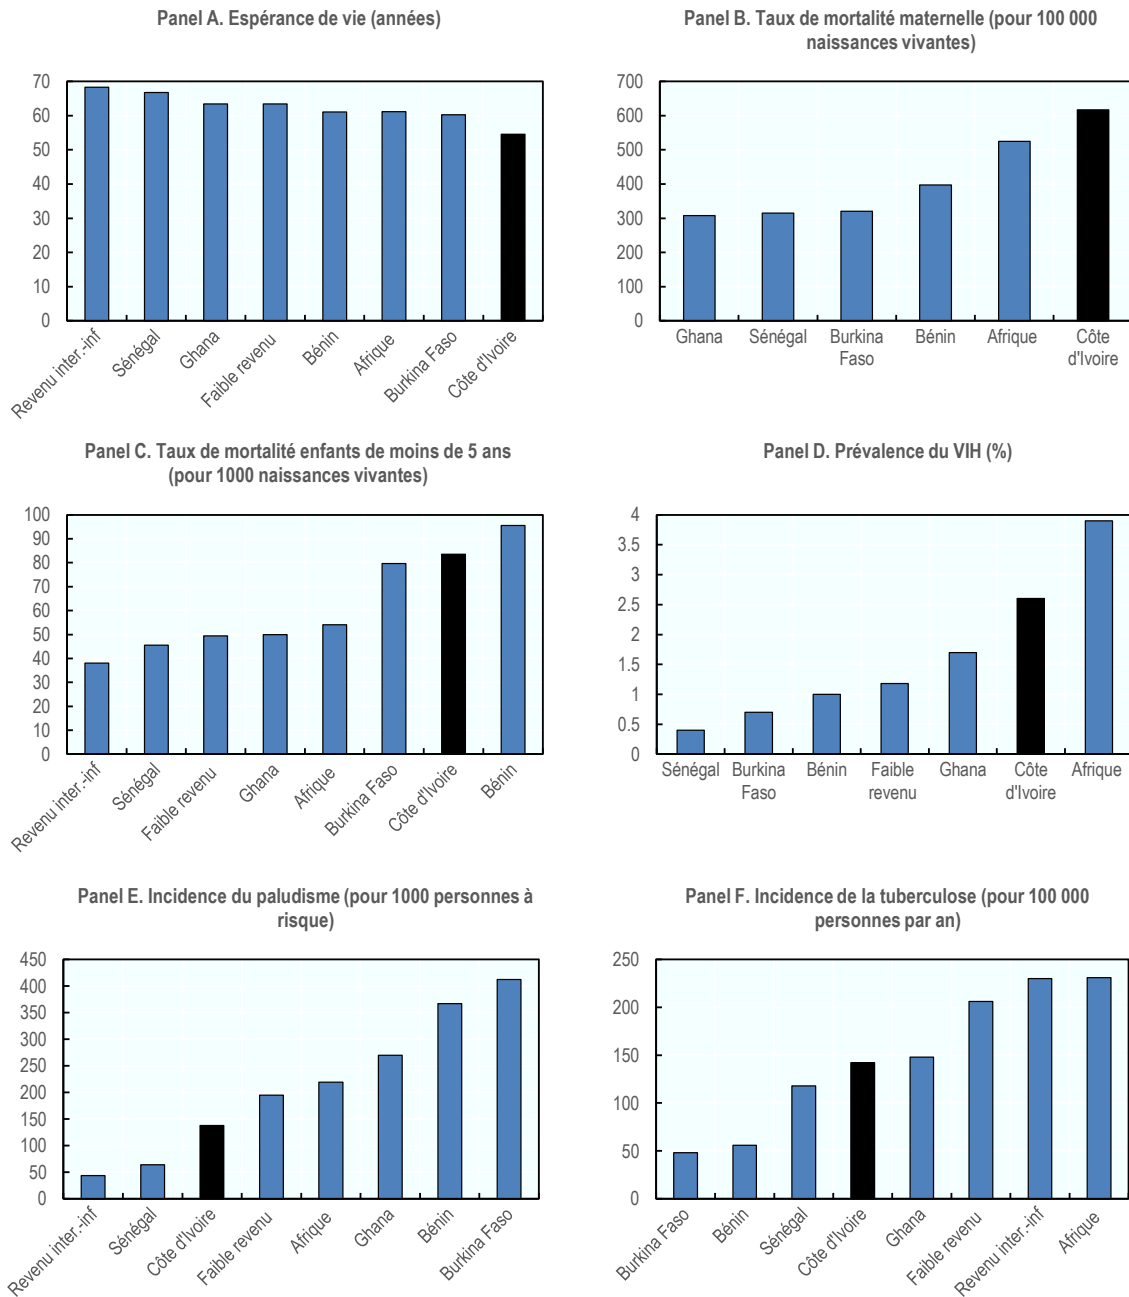 Panel A. Espérance de vie (années)
70
60
50
40
30
20
10
0
Revenu inter.-inf
Sénégal
Ghana
Faible revenu
Bénin
Afrique
Burkina Faso
Côte d'Ivoire
Panel B. Taux de mortalité maternelle (pour 100 000
naissances vivantes)
700
600
500
400
300
200
100
0
Ghana
Sénégal
Burkina
Faso
Bénin
Afrique
Côte
d'Ivoire
Panel C. Taux de mortalité enfants de moins de 5 ans
(pour 1000 naissances vivantes)
100
90
80
70
60
50
40
30
20
10
0
Revenu inter.-inf
Sénégal
Faible revenu
Ghana
Afrique
Burkina Faso
Côte d'Ivoire
Bénin
Panel D. Prévalence du VIH (%)
4
3.5
3
2.5
2
1.5
1
0.5
0
Sénégal
Burkina
Faso
Bénin
Faible
revenu
Ghana
Côte
d'Ivoire
Afrique
Panel E. Incidence du paludisme (pour 1000 personnes à
risque)
450
400
350
300
250
200
150
100
50
0
Revenu inter.-inf
Sénégal
Côte d'Ivoire
Faible revenu
Afrique
Ghana
Bénin
Burkina Faso
Panel F. Incidence de la tuberculose (pour 100 000
personnes par an)
250
200
150
100
50
0
Burkina Faso
Bénin
Sénégal
Côte d'Ivoire
Ghana
Faible revenu
Revenu inter.-inf
Afrique